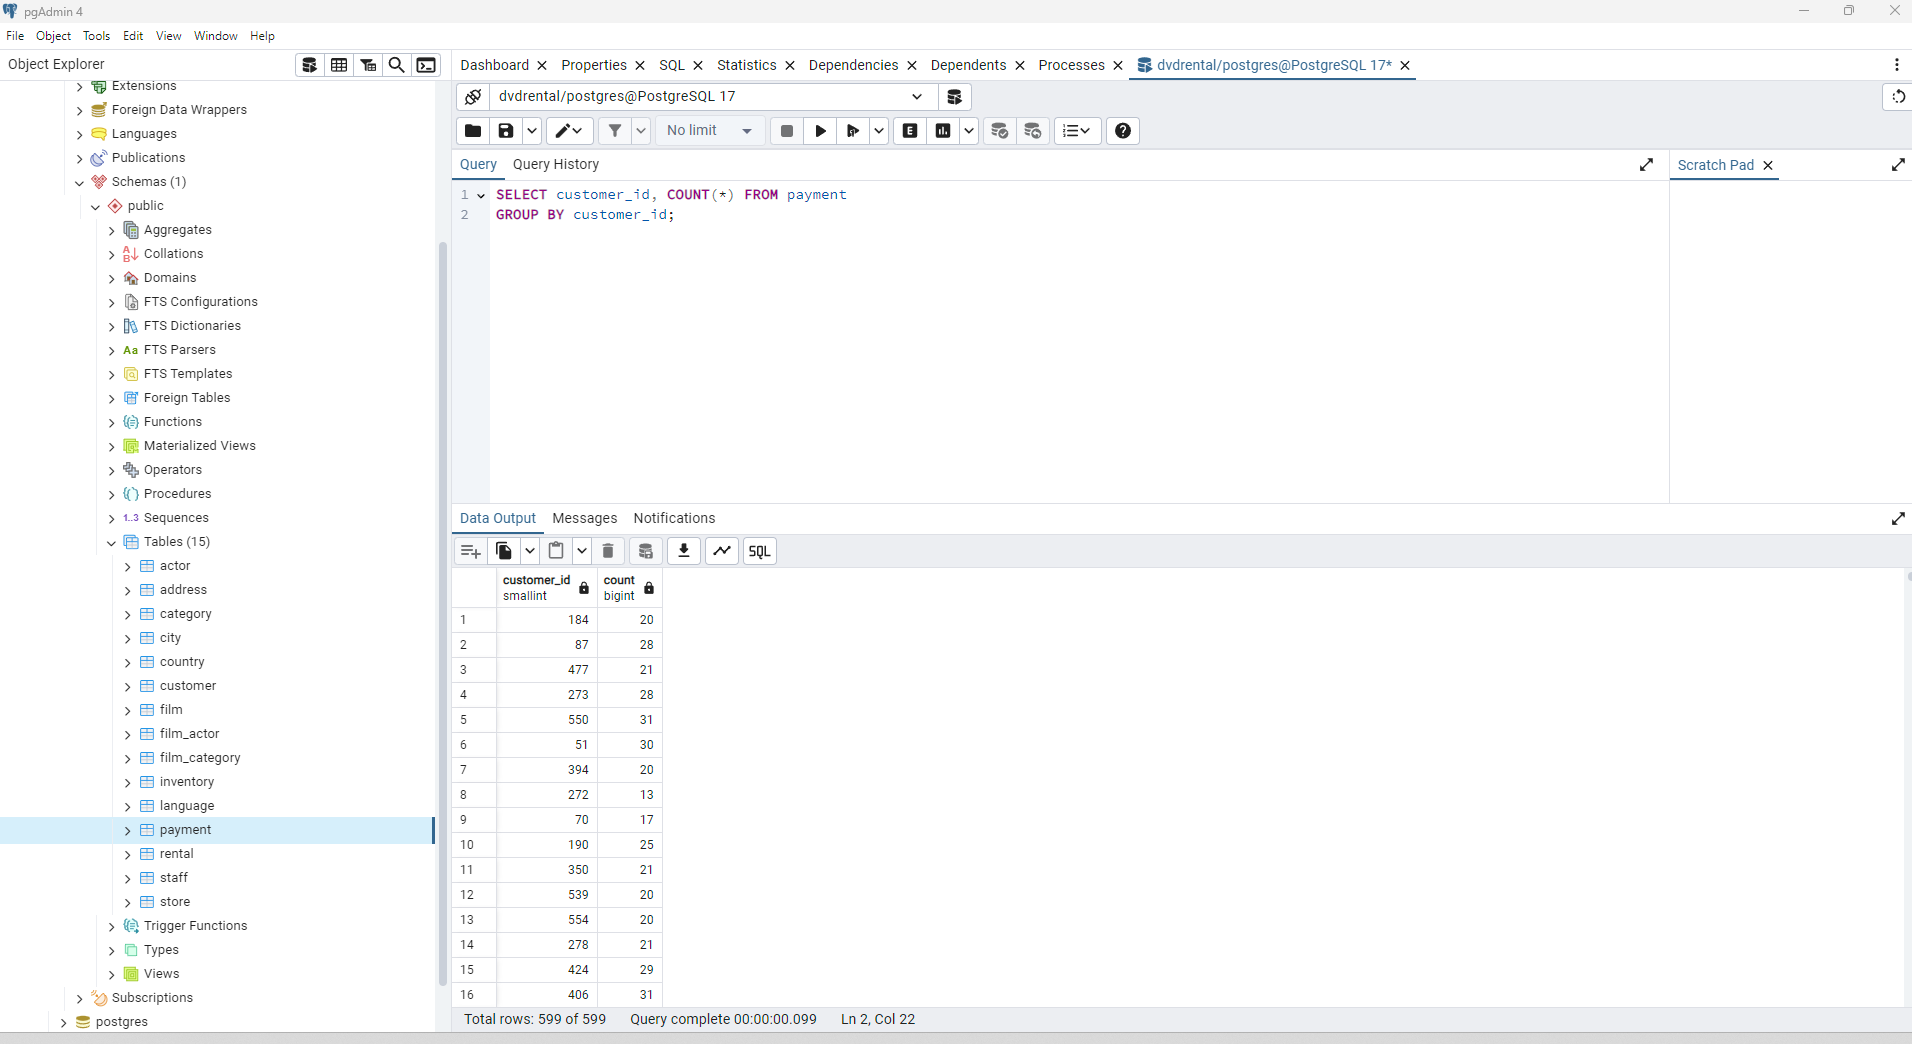 pgAdmin 4
File Object Tools Edit View Window Help
Object Explorer
Dashboard Properties SQL Statistics Dependencies Dependents Processes dvdrental/postgres@PostgreSQL 17*
Extensions
Foreign Data Wrappers
Languages
Publications
Schemas (1)
public
Aggregates
Collations
Domains
FTS Configurations
FTS Dictionaries
Aa FTS Parsers
FTS Templates
Foreign Tables
Functions
Materialized Views
Operators
Procedures
1..3 Sequences
Tables (15)
actor
address
category
city
country
customer
film
film_actor
film_category
inventory
language
payment
rental
staff
store
Trigger Functions
Types
Views
Subscriptions
postgres
dvdrental/postgres@PostgreSQL 17
No limit
E
Query Query History
Scratch Pad
1 SELECT customer_id, COUNT(*) FROM payment
2 GROUP BY customer_id;
Data Output Messages Notifications
SQL
customer_id count
smallint bigint
1 184 20
2 87 28
3 477 21
4 273 28
5 550 31
6 51 30
7 394 20
8 272 13
9 70 17
10 190 25
11 350 21
12 539 20
13 554 20
14 278 21
15 424 29
16 406 31
Total rows: 599 of 599 Query complete 00:00:00.099 Ln 2, Col 22